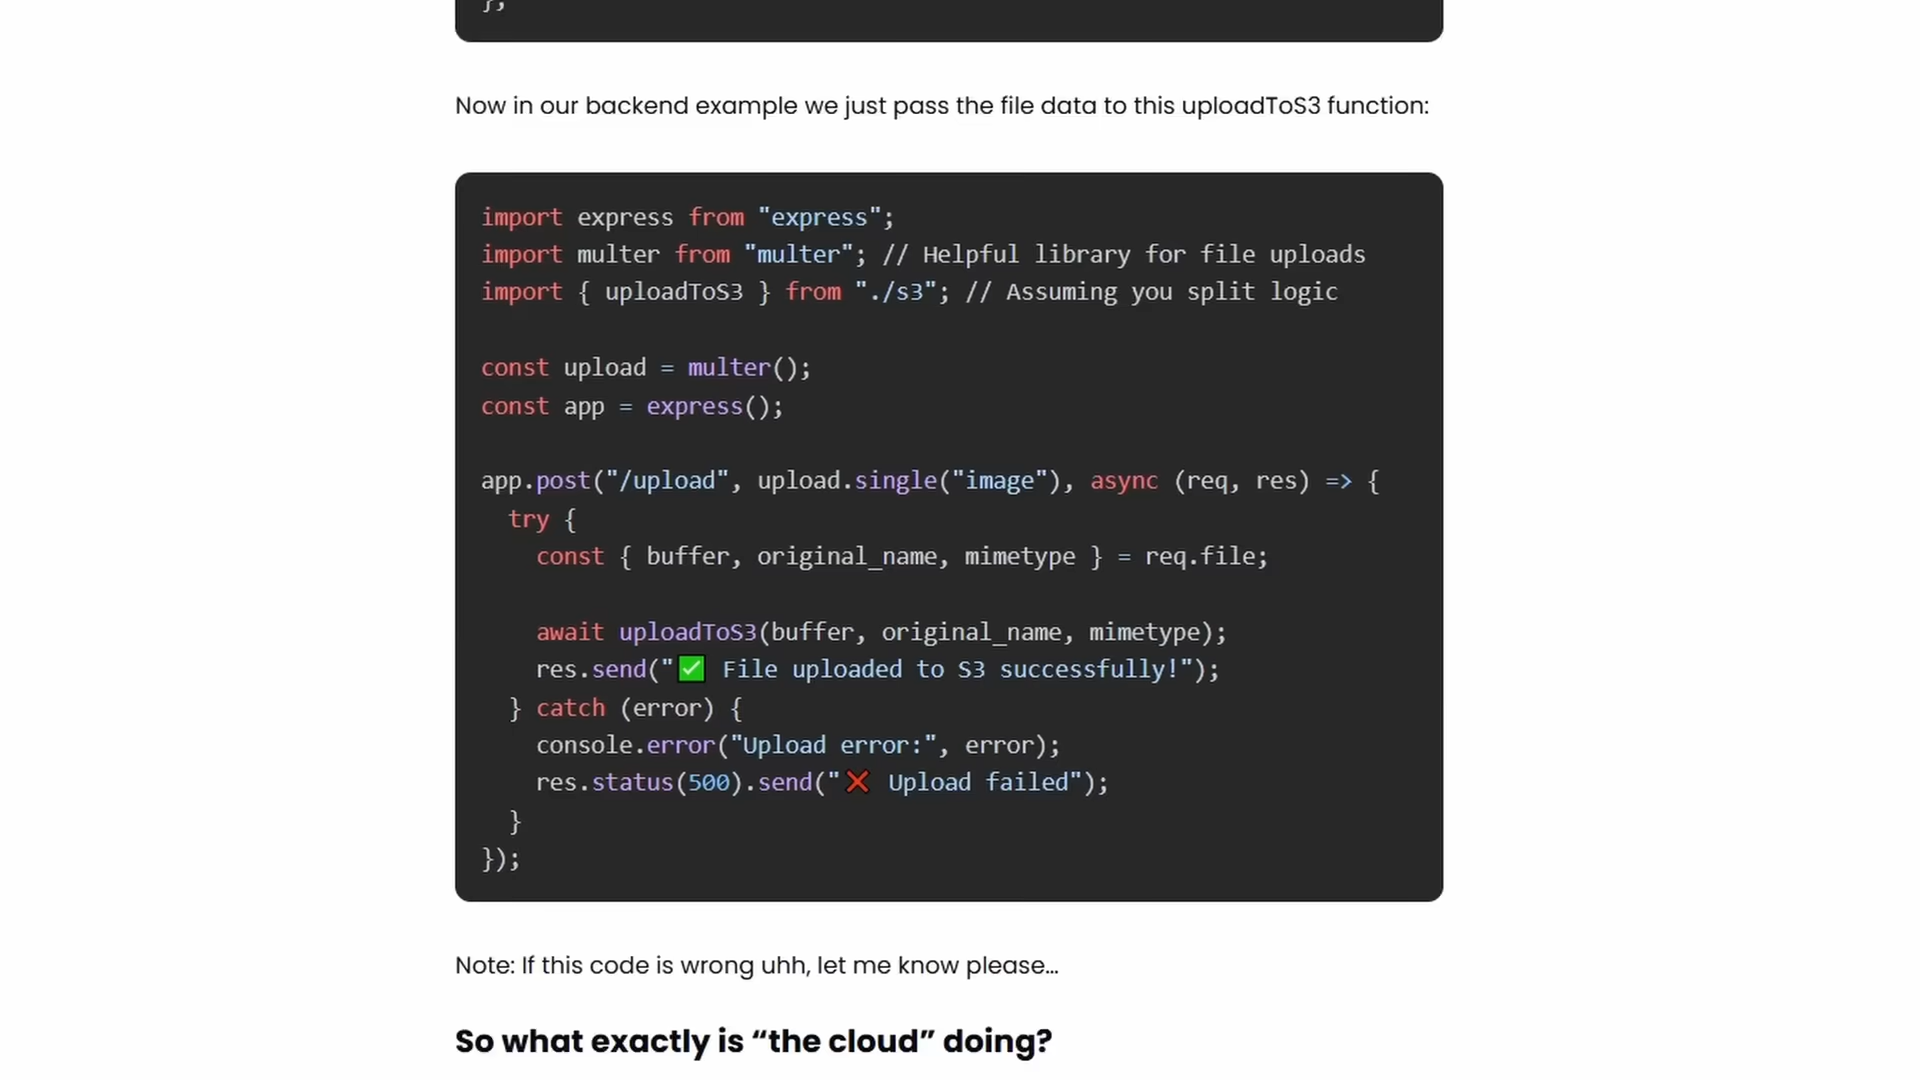 };
Now in our backend example we just pass the file data to this uploadToS3 function:
import express from "express";
import multer from "multer"; // Helpful library for file uploads
import { uploadToS3 } from "./s3"; // Assuming you split logic
const upload = multer();
const app = express();
app.post("/upload", upload.single("image"), async (req, res) => {
try {
const { buffer, original_name, mimetype } = req.file;
await uploadToS3(buffer, original_name, mimetype);
res.send("✅ File uploaded to S3 successfully!");
} catch (error) {
console.error("Upload error:", error);
res.status(500).send("❌ Upload failed");
}
});
Note: If this code is wrong uhh, let me know please…
So what exactly is “the cloud” doing?